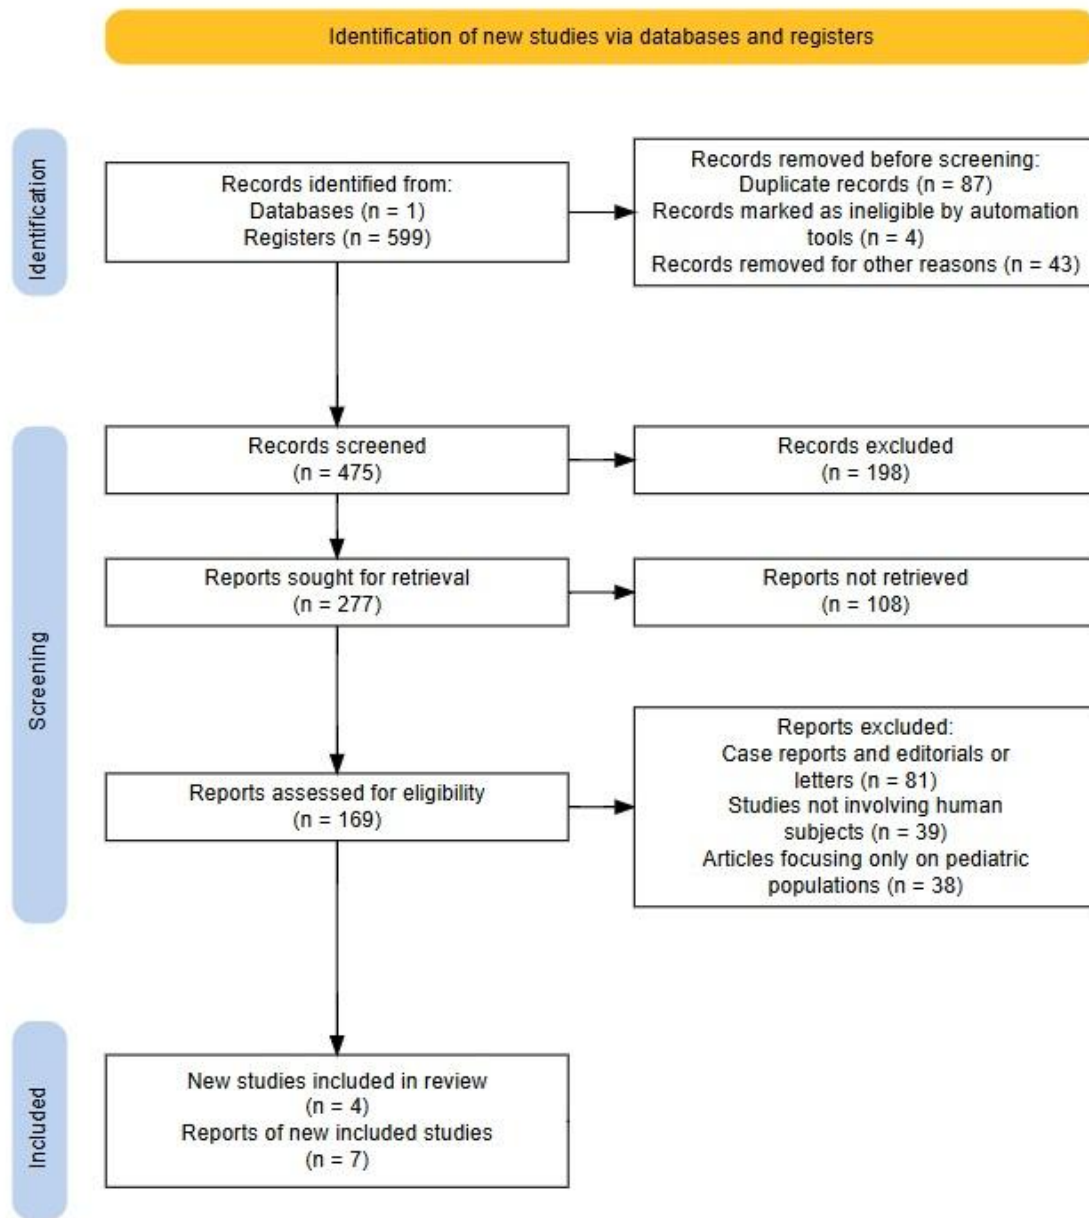 Identification of new studies via databases and registers
Identification
Records identified from:
Databases (n = 1)
Registers (n = 599)
Records removed before screening:
Duplicate records (n = 87)
Records marked as ineligible by automation
tools (n = 4)
Records removed for other reasons (n = 43)
Screening
Records screened
(n = 475)
Records excluded
(n = 198)
Reports sought for retrieval
(n = 277)
Reports not retrieved
(n = 108)
Reports assessed for eligibility
(n = 169)
Reports excluded:
Case reports and editorials or
letters (n = 81)
Studies not involving human
subjects (n = 39)
Articles focusing only on pediatric
populations (n = 38)
Included
New studies included in review
(n = 4)
Reports of new included studies
(n = 7)